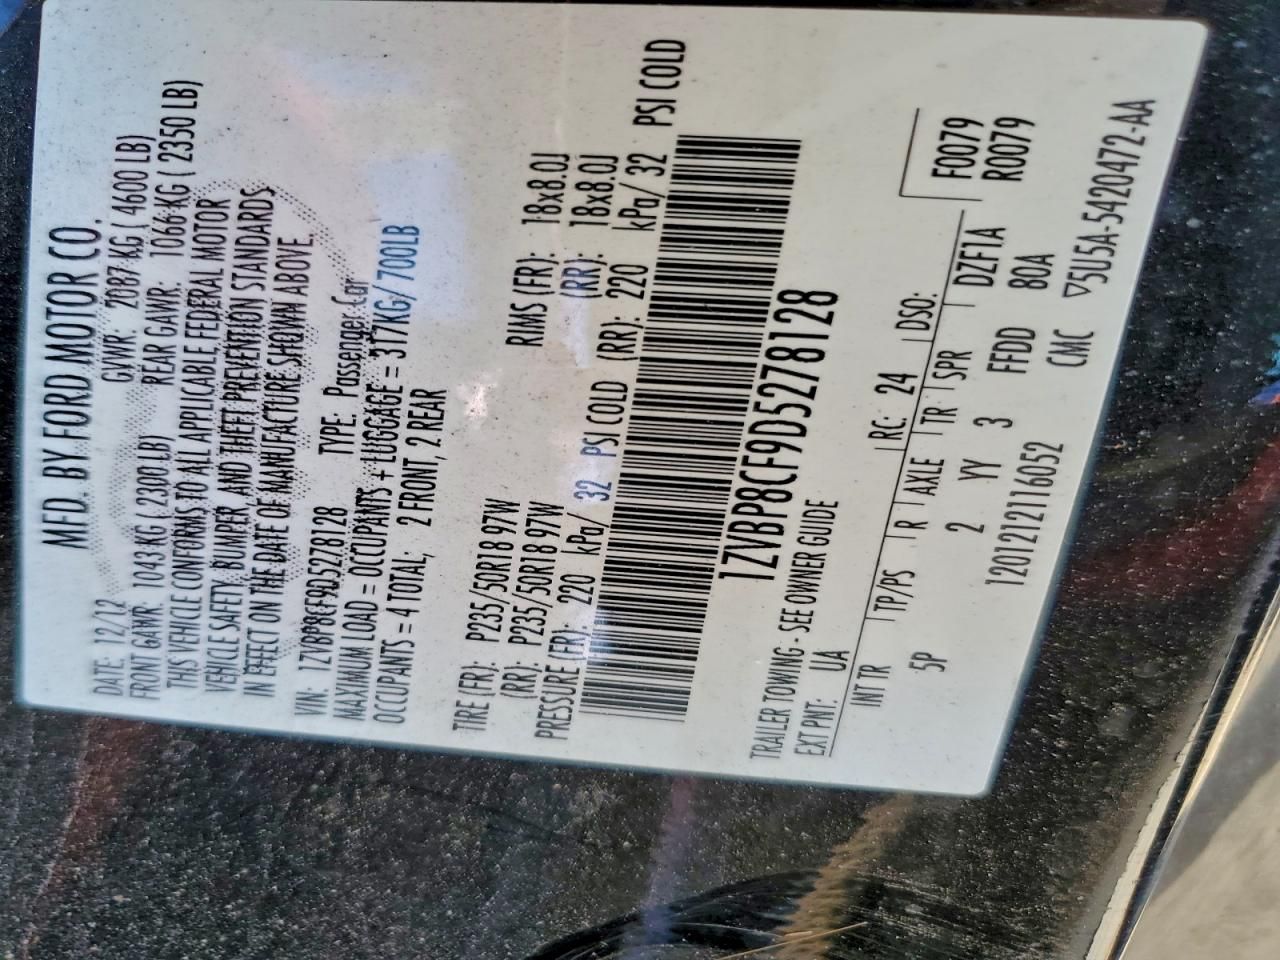 MFD. BY FORD MOTOR CO.
DATE: 12/12 GVWR: 2087 KG ( 4600 LB)
FRONT GAWR: 1043 KG ( 2300 LB) REAR GAWR: 1066 KG ( 2350 LB)
THIS VEHICLE CONFORMS TO ALL APPLICABLE FEDERAL MOTOR
VEHICLE SAFETY, BUMPER, AND THEFT PREVENTION STANDARDS
IN EFFECT ON THE DATE OF MANUFACTURE SHOWN ABOVE.
VIN: 1ZVBP8CF9D5278128 TYPE: Passenger Car
MAXIMUM LOAD = OCCUPANTS + LUGGAGE = 317KG/ 700LB
OCCUPANTS = 4 TOTAL; 2 FRONT, 2 REAR
TIRE (FR): P235/50R18 97W RIMS (FR): 18x8.0J
(RR): P235/50R18 97W (RR): 18x8.0J
PRESSURE (FR): 220 kPa/ 32 PSI COLD (RR): 220 kPa/ 32 PSI COLD
1ZVBP8CF9D5278128
TRAILER TOWING - SEE OWNER GUIDE
EXT PNT: UA RC: 24 DSO: F0079
INT TR TP/PS R AXLE TR SPR DZF1A R0079
5P 2 YY 3 FFDD 80A
12012121116052 CMC ▽5U5A-5420472-AA